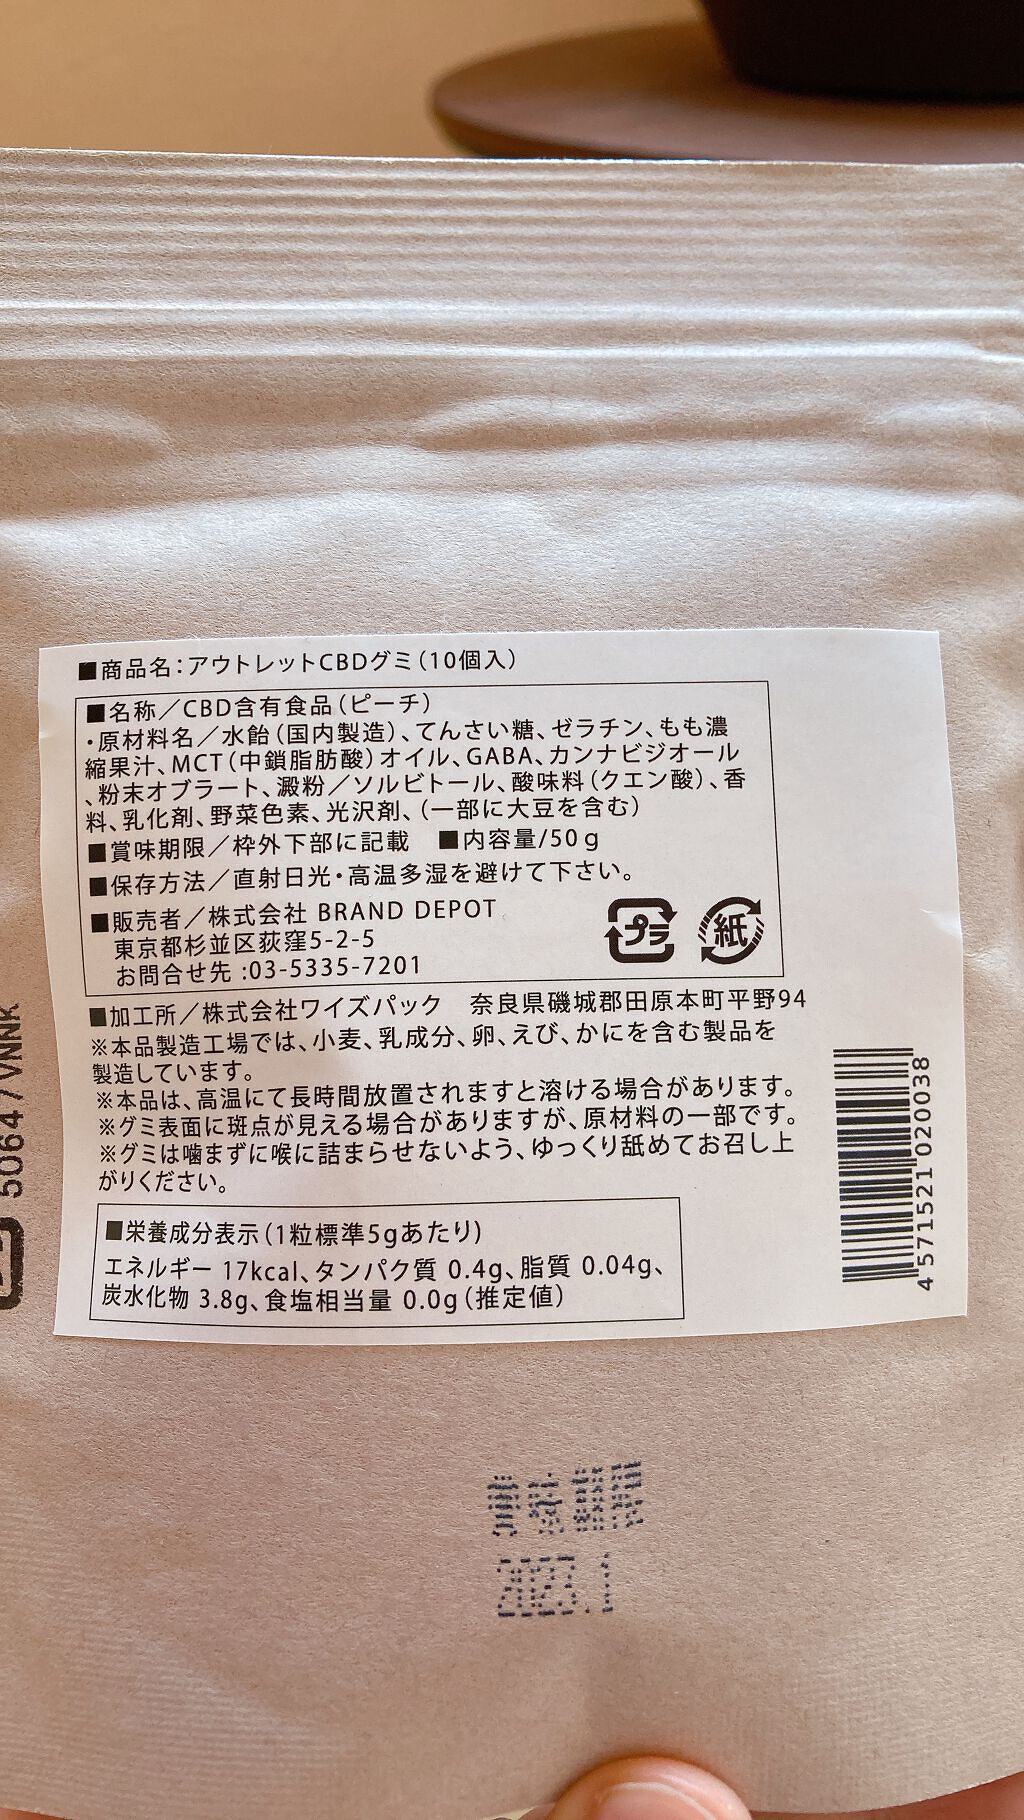 ■商品名:アウトレットCBDグミ(10個入)
■名称/CBD含有食品(ピーチ)
・原材料名/水飴(国内製造)、てんさい糖、ゼラチン、もも濃
縮果汁、MCT(中鎖脂肪酸)オイル、GABA、カンナビジオール
、粉末オブラート、澱粉/ソルビトール、酸味料(クエン酸)、香
料、乳化剤、野菜色素、光沢剤、(一部に大豆を含む)
■賞味期限/枠外下部に記載 ■内容量/50g
■保存方法/直射日光・高温多湿を避けて下さい。
■販売者/株式会社 BRAND DEPOT
東京都杉並区荻窪5-2-5
お問合せ先:03-5335-7201
プラ
紙
■加工所/株式会社ワイズパック 奈良県磯城郡田原本町平野94
※本品製造工場では、小麦、乳成分、卵、えび、かにを含む製品を
製造しています。
※本品は、高温にて長時間放置されますと溶ける場合があります。
※グミ表面に斑点が見える場合がありますが、原材料の一部です。
※グミは噛まずに喉に詰まらせないよう、ゆっくり舐めてお召し上
がりください。
■栄養成分表示(1粒標準5gあたり)
エネルギー 17kcal、タンパク質 0.4g、脂質 0.04g、
炭水化物 3.8g、食塩相当量 0.0g(推定値)
4571521020038
50647VNNK
賞味期限
2023.1